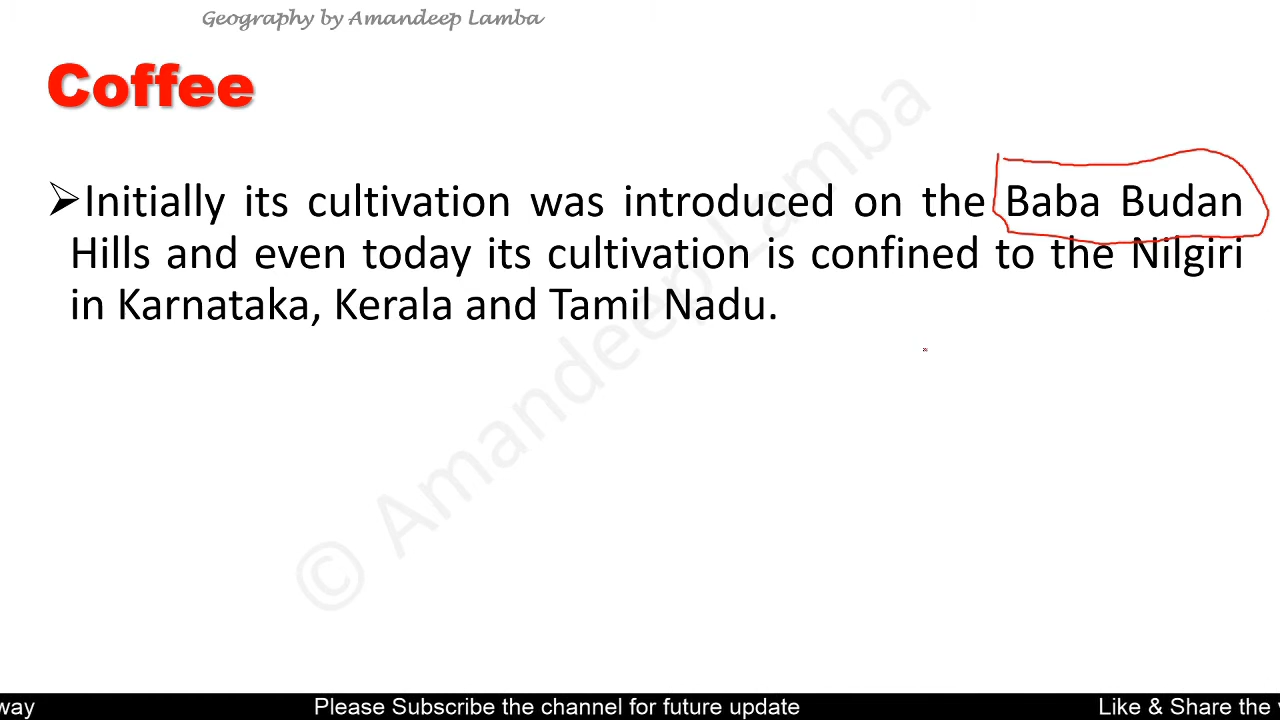 Geography by Amandeep Lamba
Coffee
➢Initially its cultivation was introduced on the Baba Budan
Hills and even today its cultivation is confined to the Nilgiri
in Karnataka, Kerala and Tamil Nadu.
© Amandeep Lamba
way Please Subscribe the channel for future update Like & Share the